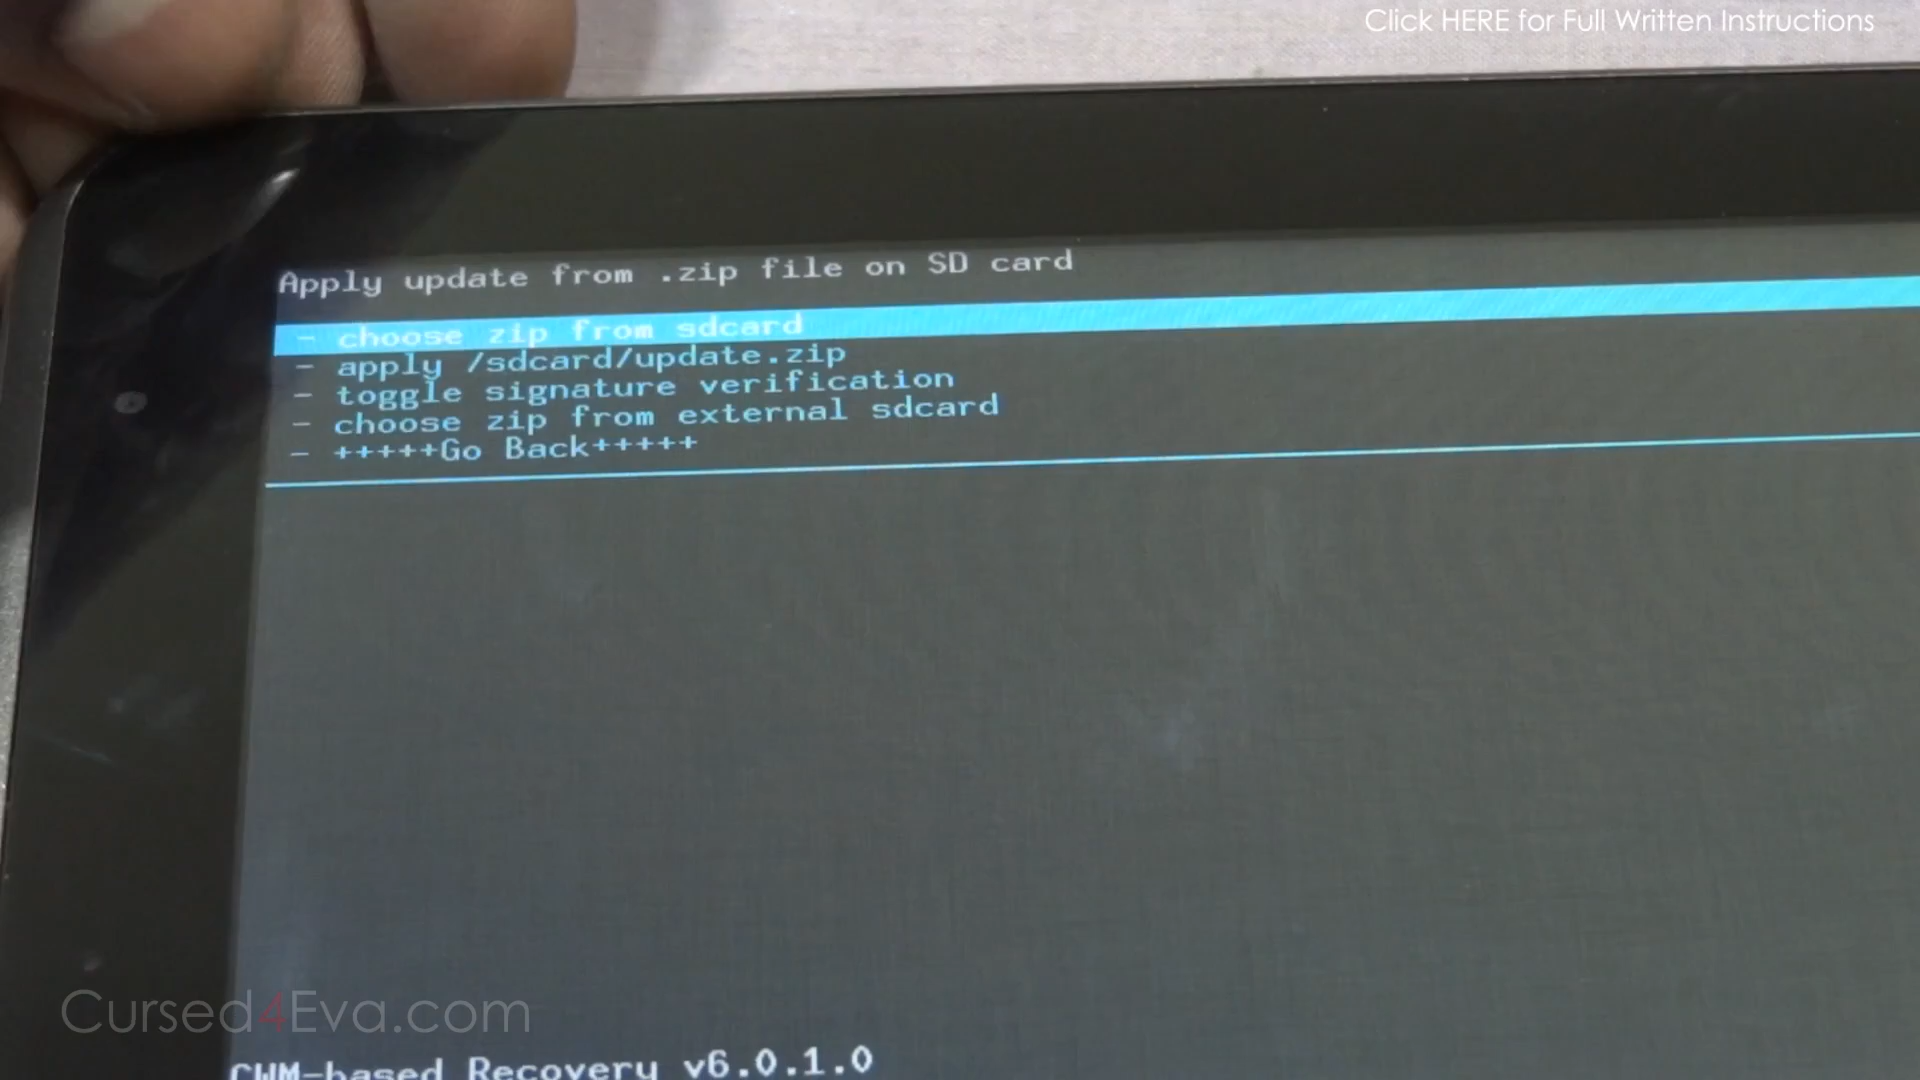 Click HERE for Full Written Instructions
Apply update from .zip file on SD card
- choose zip from sdcard
- apply /sdcard/update.zip
- toggle signature verification
- choose zip from external sdcard
- +++++Go Back+++++
Cursed4Eva.com
CWM-based Recovery v6.0.1.0